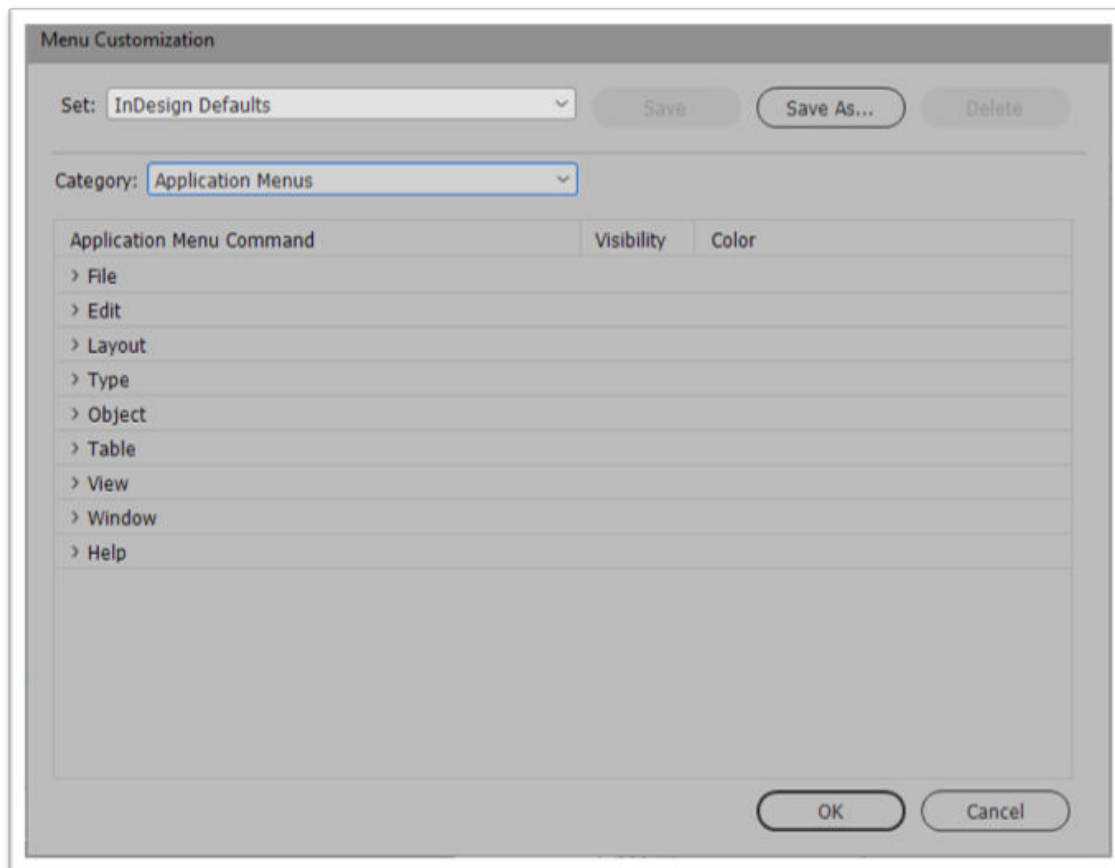 Menu Customization
Set: InDesign Defaults Save Save As... Delete
Category: Application Menus
Application Menu Command Visibility Color
> File
> Edit
> Layout
> Type
> Object
> Table
> View
> Window
> Help
OK Cancel